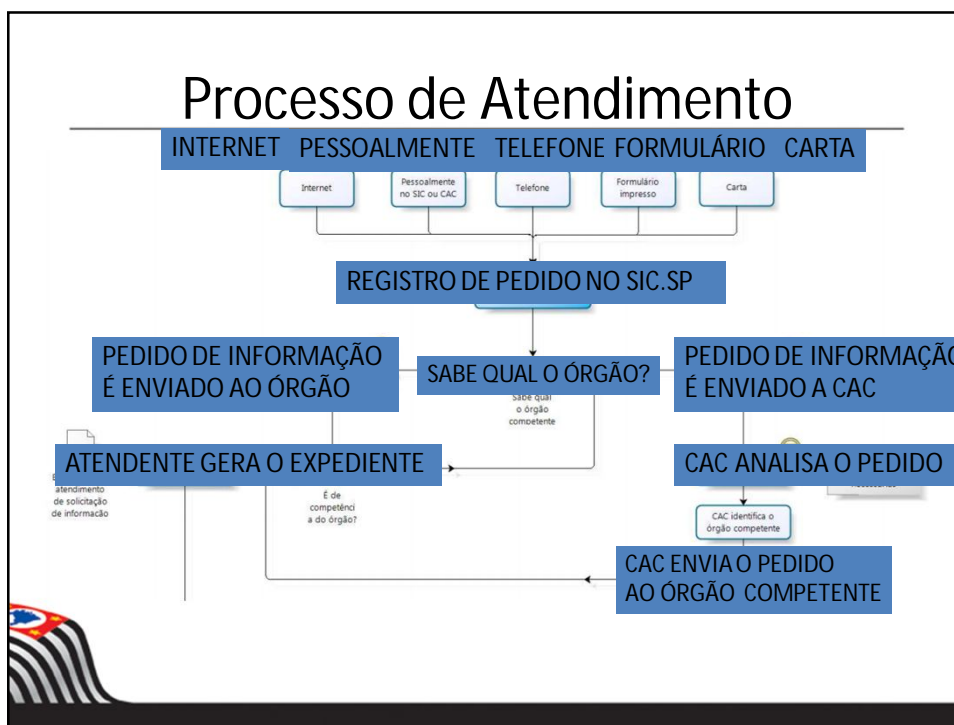 Processo de Atendimento
INTERNET PESSOALMENTE TELEFONE FORMULÁRIO CARTA
Internet
Pessoalmente
no SIC ou CAC
Telefone
Formulário
impresso
Carta
REGISTRO DE PEDIDO NO SIC.SP
PEDIDO DE INFORMAÇÃO
É ENVIADO AO ÓRGÃO
SABE QUAL O ÓRGÃO?
Sabe qual
o órgão
competente
PEDIDO DE INFORMAÇÃO
É ENVIADO A CAC
ATENDENTE GERA O EXPEDIENTE
atendimento
de solicitação
de informação
É de
competênci
a do órgão?
CAC ANALISA O PEDIDO
CAC identifica o
órgão competente
CAC ENVIA O PEDIDO
AO ÓRGÃO COMPETENTE